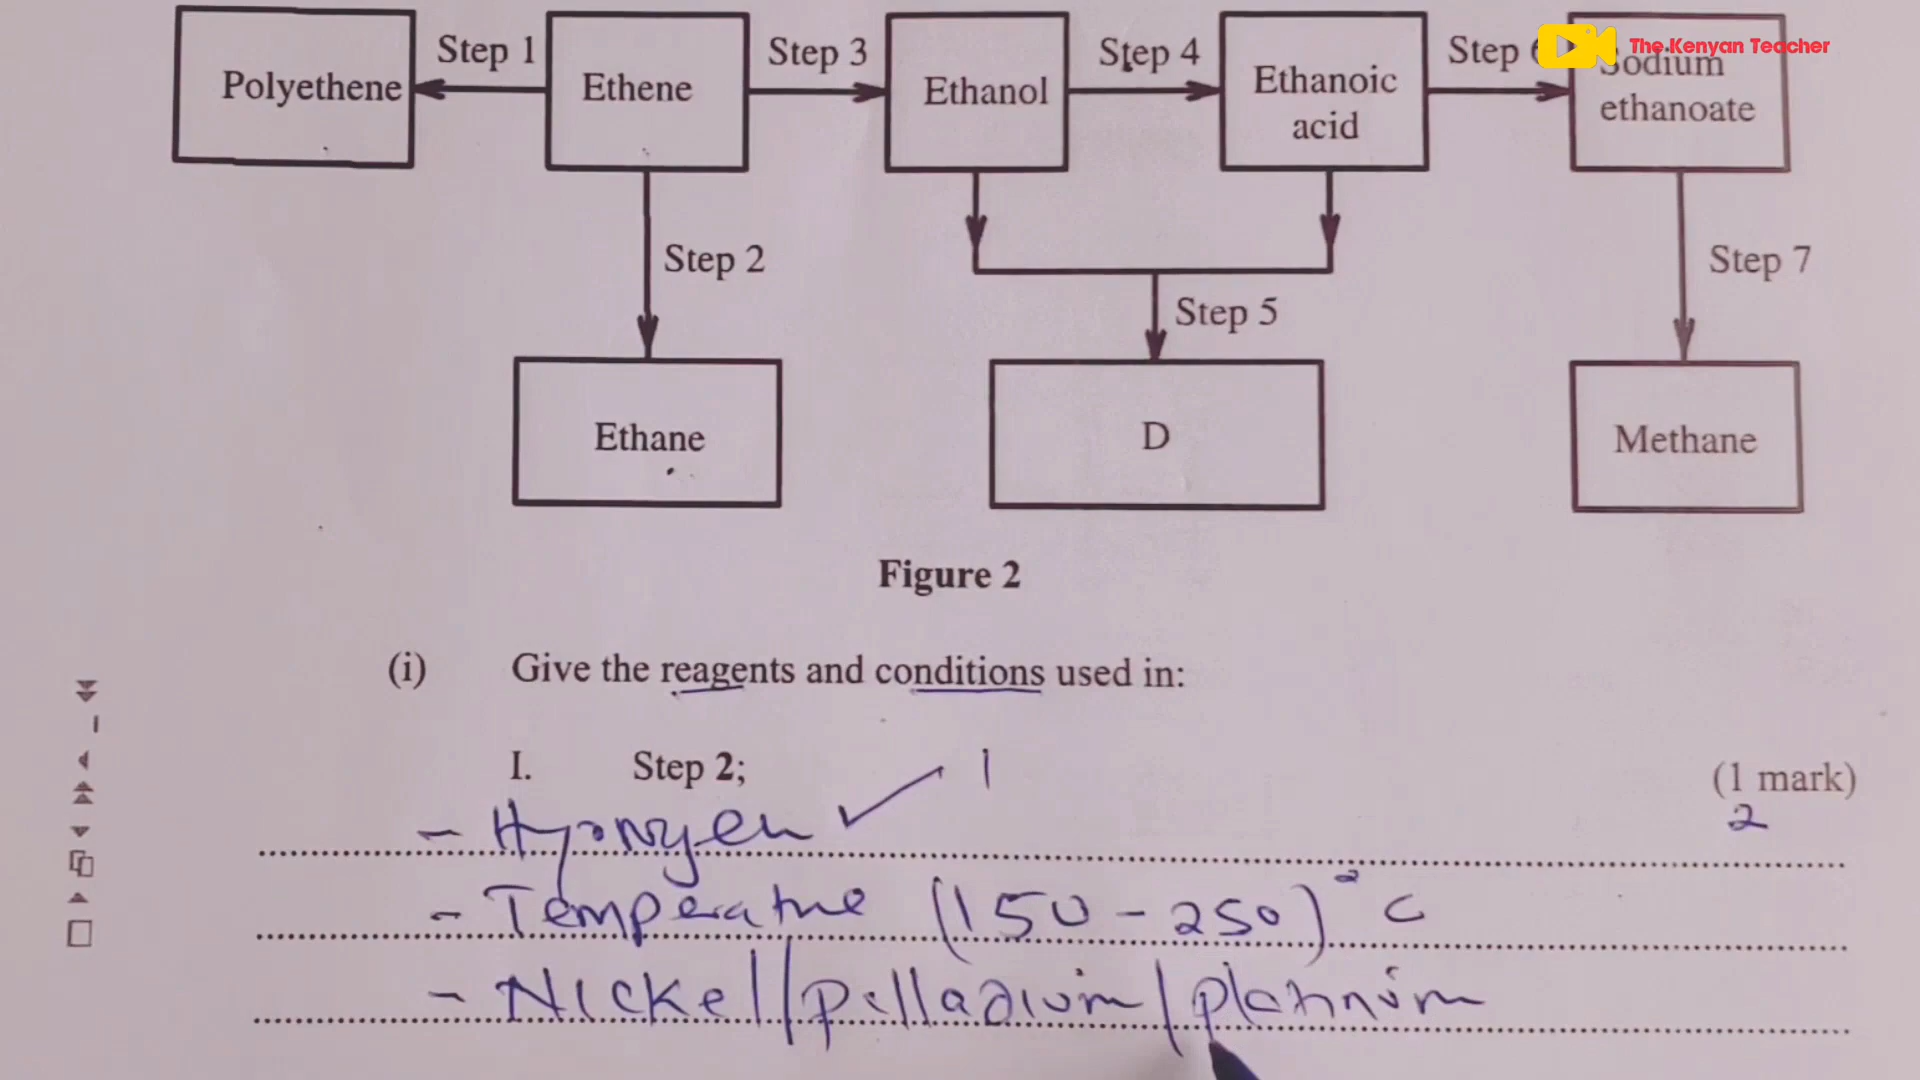 Polyethene
Step 1
Ethene
Step 3
Ethanol
Step 4
Ethanoic
acid
Step 6
Sodium
ethanoate
The Kenyan Teacher
Step 2
Step 5
Step 7
Ethane
D
Methane
Figure 2
(i) Give the reagents and conditions used in:
I. Step 2; 1 (1 mark)
- Hydrogen 2
- Temperature (150 - 250)°C
- Nickel/palladium/platinum